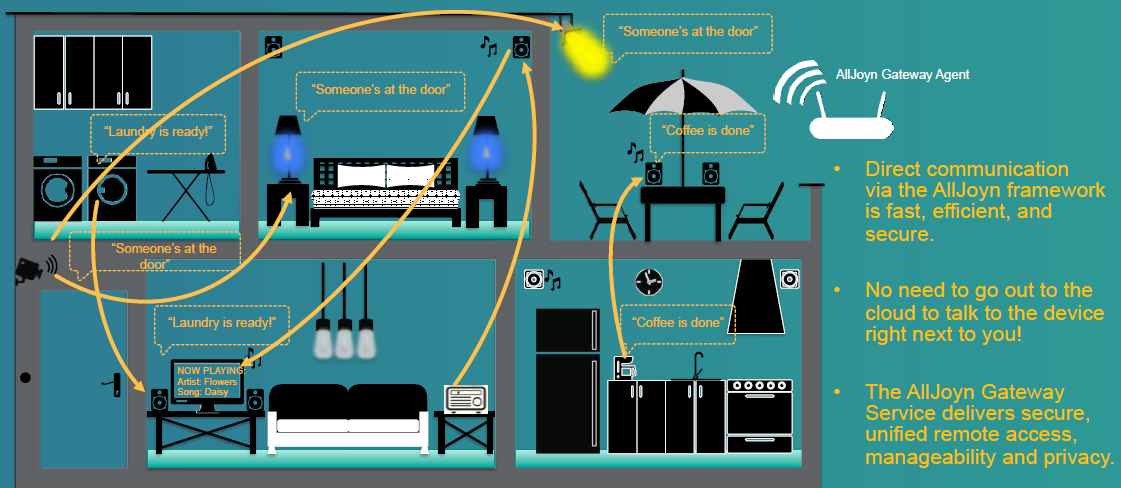 “Someone’s at the door”
AllJoyn Gateway Agent
“Someone’s at the door”
“Laundry is ready!”
“Coffee is done”
“Someone’s at the
door”
“Laundry is ready!”
“Coffee is done”
NOW PLAYING:
Artist: Flowers
Song: Daisy
• Direct communication
via the AllJoyn framework
is fast, efficient, and
secure.
• No need to go out to the
cloud to talk to the device
right next to you!
• The AllJoyn Gateway
Service delivers secure,
unified remote access,
manageability and privacy.